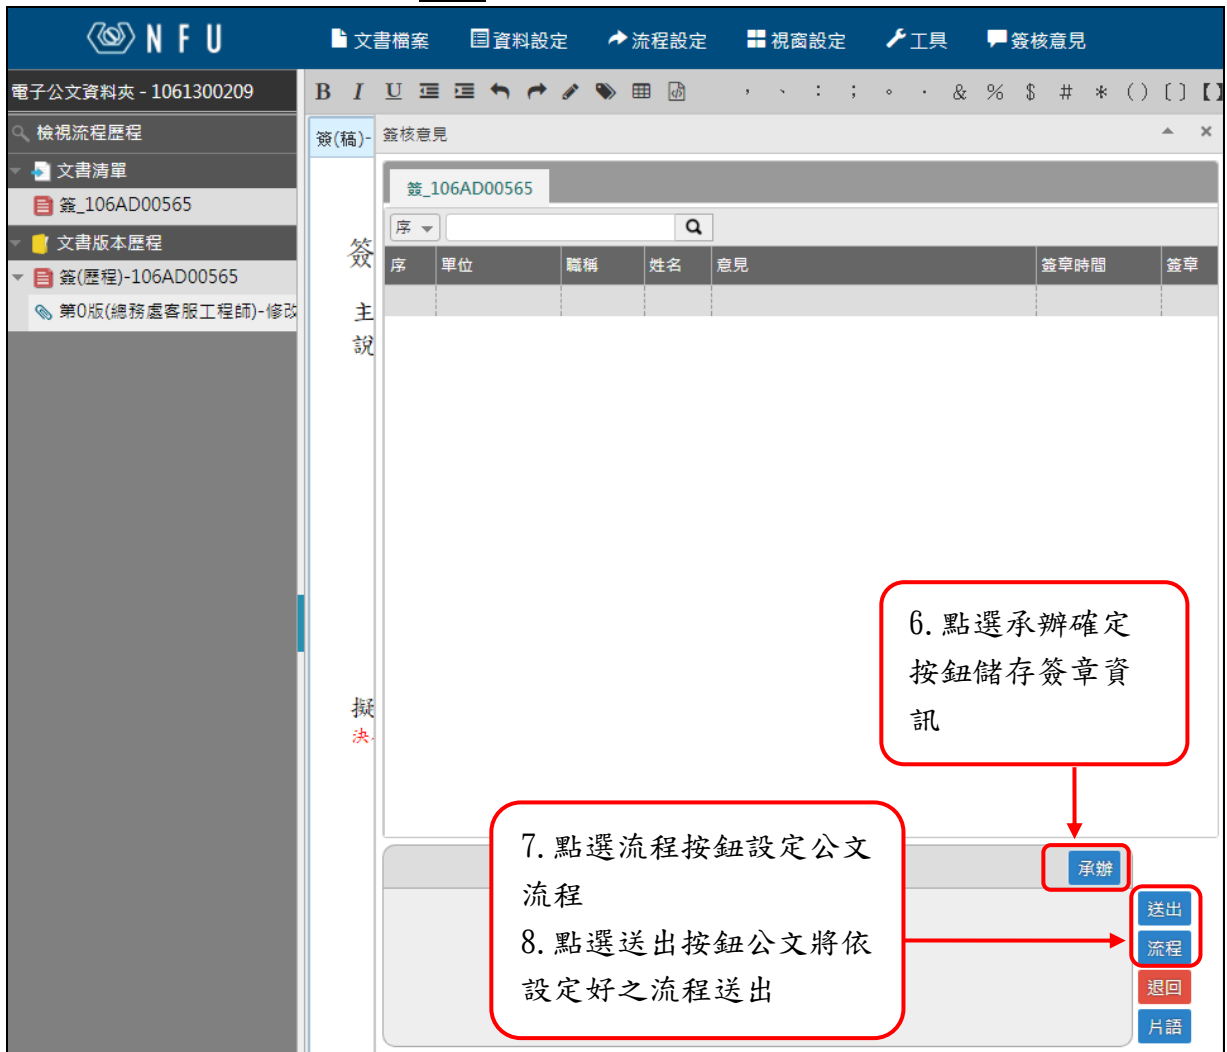 NFU
文書檔案 資料設定 流程設定 視窗設定 工具 簽核意見
電子公文資料夾 - 1061300209
B I U , 、 : ; 。 · & % $ # * () [] 【】
檢視流程歷程
簽(稿)-
簽核意見
文書清單
簽_106AD00565
簽_106AD00565
序
文書版本歷程
簽
序 單位 職稱 姓名 意見 簽章時間 簽章
簽(歷程)-106AD00565
第0版(總務處客服工程師)-修改
主
說
6.點選承辦確定
按鈕儲存簽章資
訊
擬
決
7.點選流程按鈕設定公文
流程
8.點選送出按鈕公文將依
設定好之流程送出
承辦
送出
流程
退回
片語